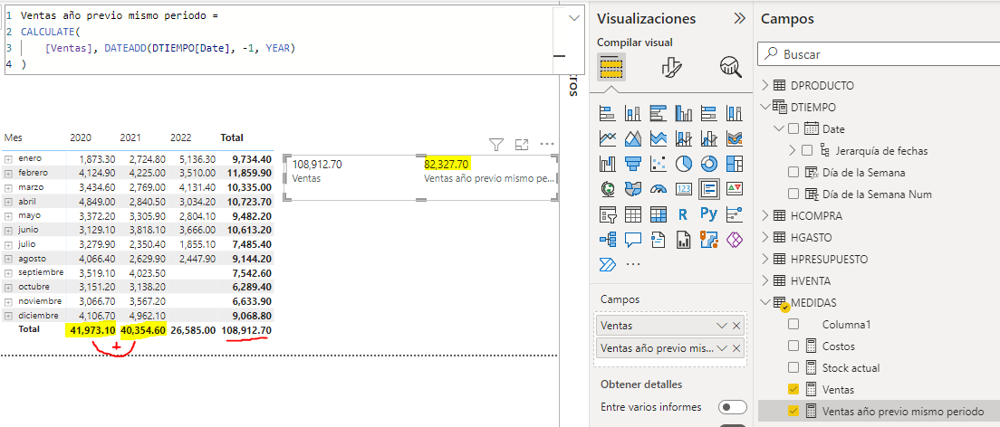 1 Ventas año previo mismo periodo =
2 CALCULATE(
3 [Ventas], DATEADD(DTIEMPO[Date], -1, YEAR)
4 )
Mes 2020 2021 2022 Total
enero 1,873.30 2,724.80 5,136.30 9,734.40
febrero 4,124.90 4,225.00 3,510.00 11,859.90
marzo 3,434.60 2,769.00 4,131.40 10,335.00
abril 4,849.00 2,840.50 3,034.20 10,723.70
mayo 3,372.20 3,305.90 2,804.10 9,482.20
junio 3,129.10 3,818.10 3,666.00 10,613.20
julio 3,279.90 2,350.40 1,855.10 7,485.40
agosto 4,066.40 2,629.90 2,447.90 9,144.20
septiembre 3,519.10 4,023.50 7,542.60
octubre 3,151.20 3,138.20 6,289.40
noviembre 3,066.70 3,567.20 6,633.90
diciembre 4,106.70 4,962.10 9,068.80
Total 41,973.10 40,354.60 26,585.00 108,912.70
+
108,912.70 82,327.70
Ventas Ventas año previo mismo pe...
Visualizaciones
Compilar visual
123
R Py
...
Campos
Ventas
Ventas año previo mis...
Obtener detalles
Entre varios informes
Campos
Buscar
DPRODUCTO
DTIEMPO
Date
Jerarquía de fechas
Día de la Semana
Día de la Semana Num
HCOMPRA
HGASTO
HPRESUPUESTO
HVENTA
MEDIDAS
Columna1
Costos
Stock actual
Ventas
Ventas año previo mismo periodo